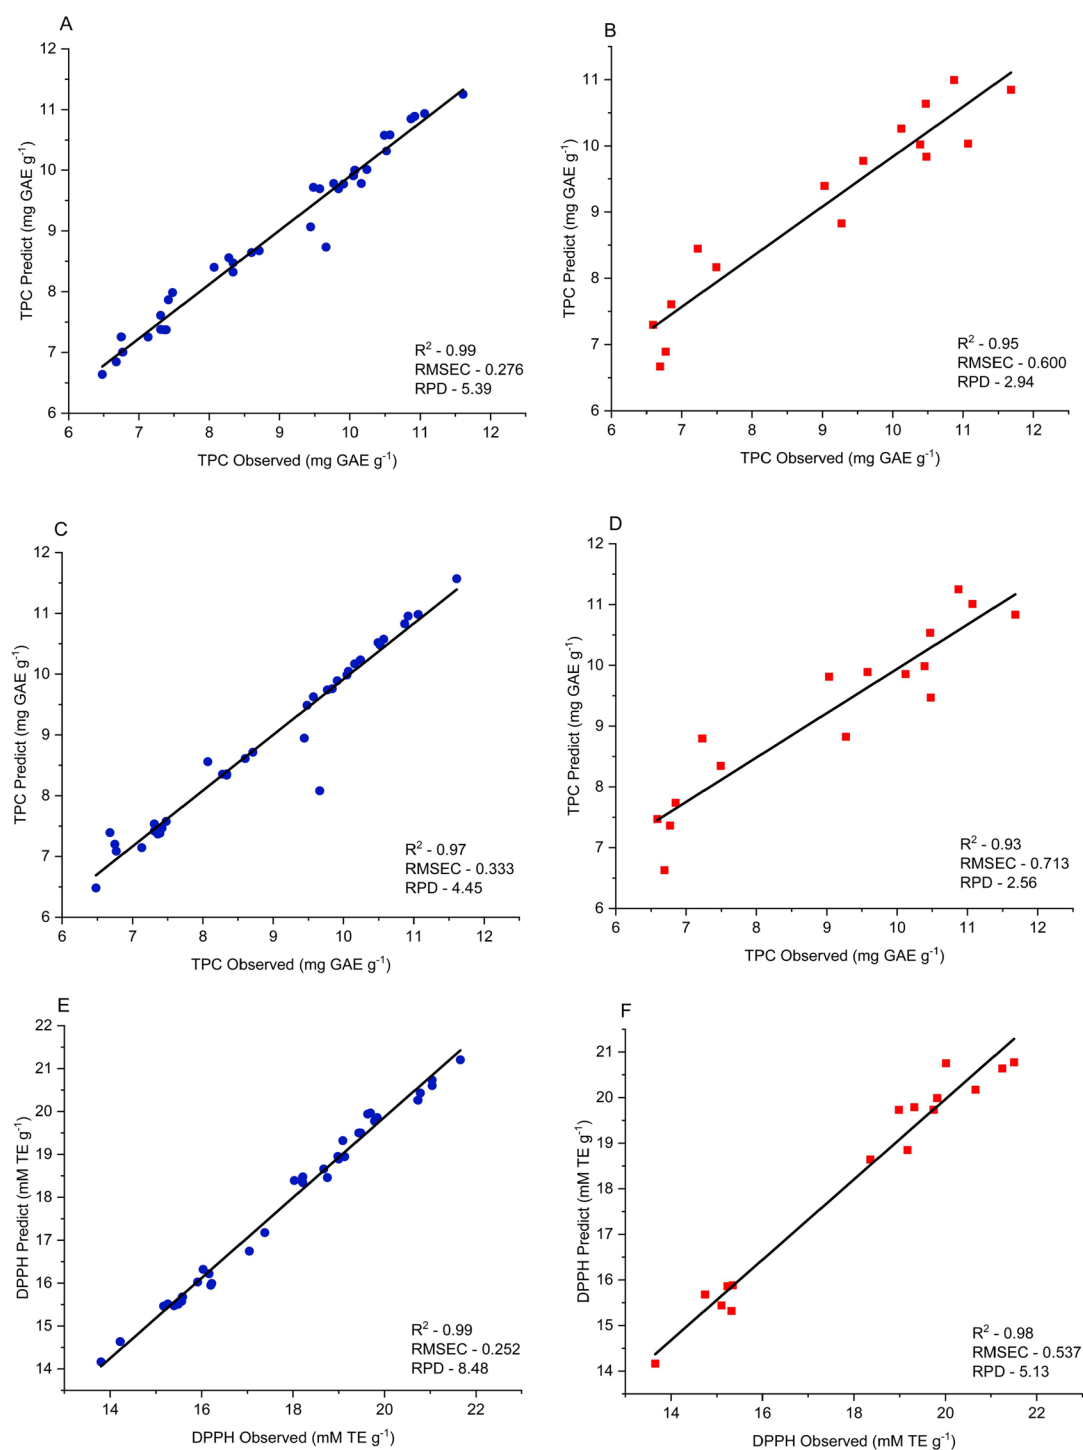 A
12
11
10
9
8
7
6
TPC Predict (mg GAE g⁻¹)
R² - 0.99
RMSEC - 0.276
RPD - 5.39
6 7 8 9 10 11 12
TPC Observed (mg GAE g⁻¹)
B
11
10
9
8
7
6
TPC Predict (mg GAE g⁻¹)
R² - 0.95
RMSEC - 0.600
RPD - 2.94
6 7 8 9 10 11 12
TPC Observed (mg GAE g⁻¹)
C
12
11
10
9
8
7
6
TPC Predict (mg GAE g⁻¹)
R² - 0.97
RMSEC - 0.333
RPD - 4.45
6 7 8 9 10 11 12
TPC Observed (mg GAE g⁻¹)
D
12
11
10
9
8
7
6
TPC Predict (mg GAE g⁻¹)
R² - 0.93
RMSEC - 0.713
RPD - 2.56
6 7 8 9 10 11 12
TPC Observed (mg GAE g⁻¹)
E
22
21
20
19
18
17
16
15
14
DPPH Predict (mM TE g⁻¹)
R² - 0.99
RMSEC - 0.252
RPD - 8.48
14 16 18 20 22
DPPH Observed (mM TE g⁻¹)
F
21
20
19
18
17
16
15
14
DPPH Predict (mM TE g⁻¹)
R² - 0.98
RMSEC - 0.537
RPD - 5.13
14 16 18 20 22
DPPH Observed (mM TE g⁻¹)